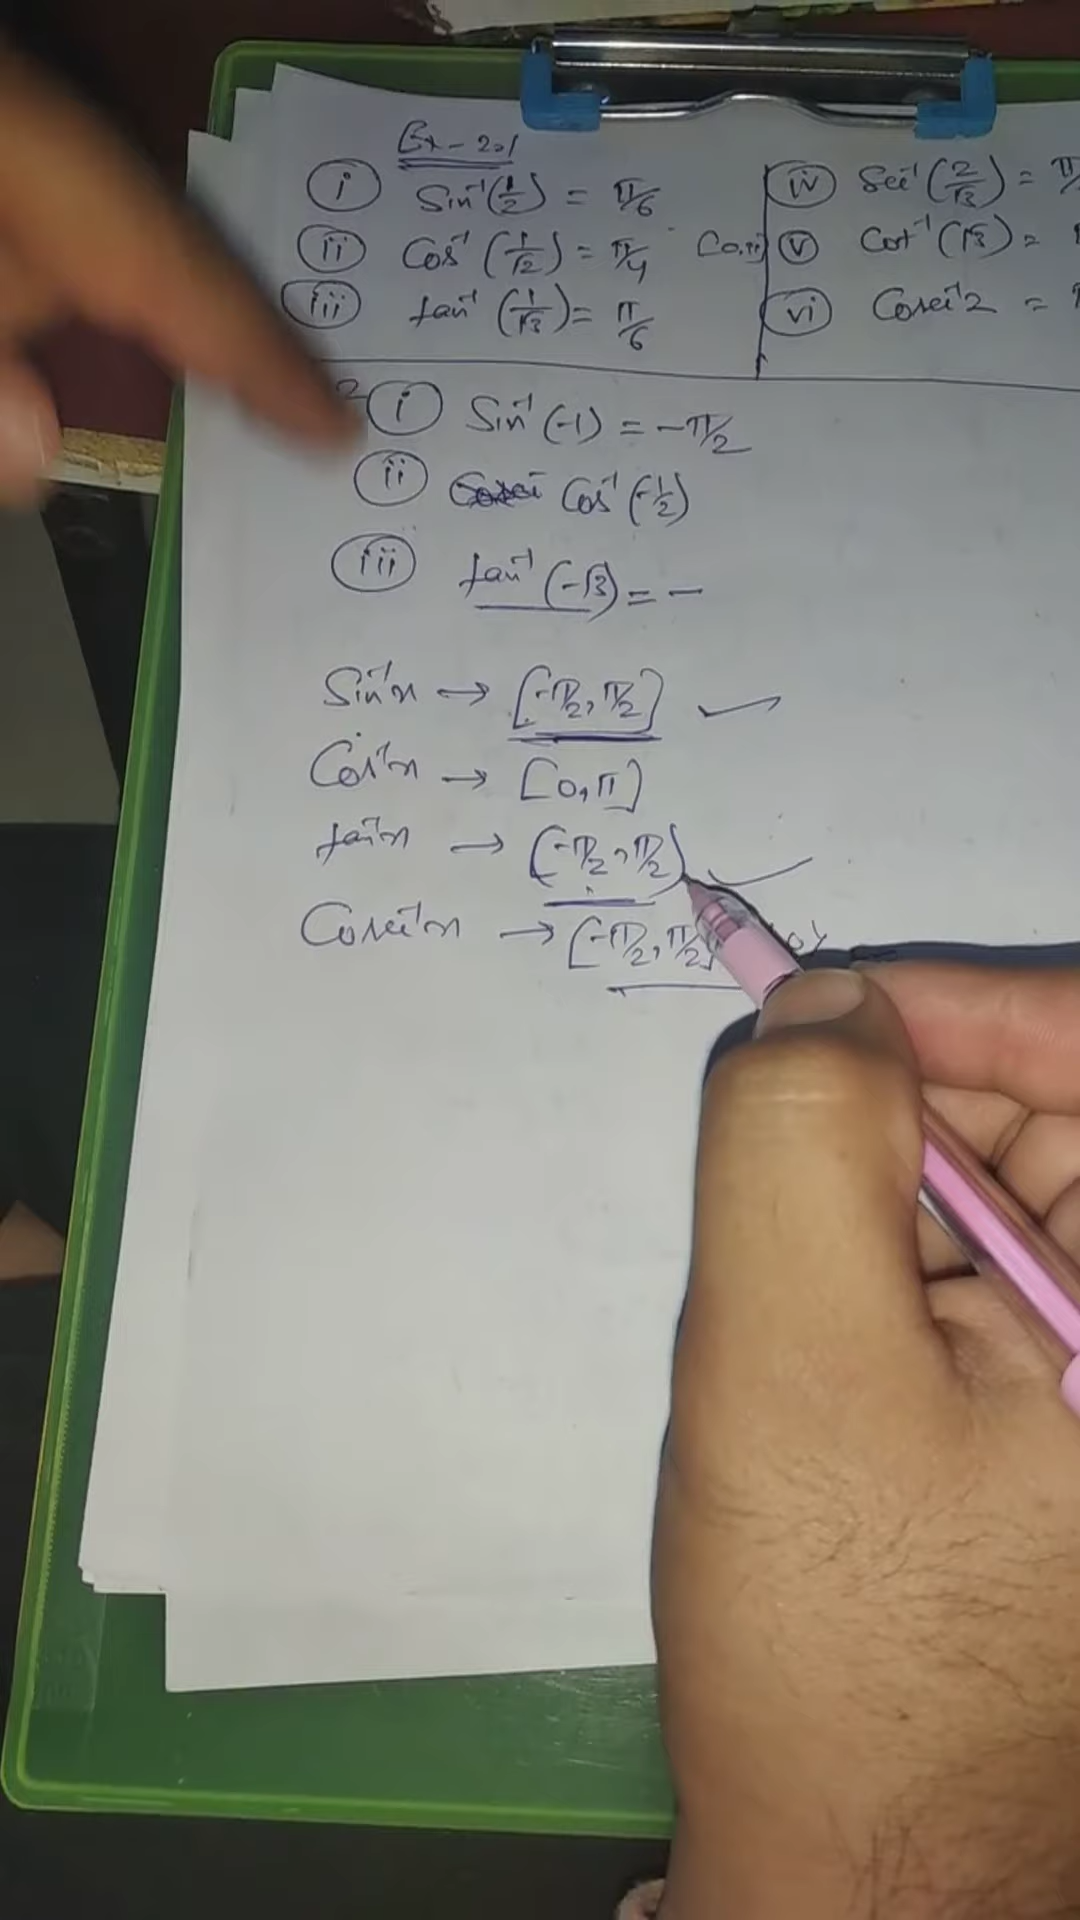 Ex-2.1
i sin⁻¹(1/2) = π/6
ii cos⁻¹(1/√2) = π/4 [0,π]
iii tan⁻¹(1/√3) = π/6
iv sec⁻¹(2/√3) = π
v cot⁻¹(√3) =
vi cosec⁻¹2 =
2 i sin⁻¹(-1) = -π/2
ii cos⁻¹(-1/2)
iii tan⁻¹(-√3) = -
sin⁻¹x → [-π/2, π/2]
cos⁻¹x → [0, π]
tan⁻¹x → (-π/2, π/2)
cosec⁻¹x → [-π/2, π/2]